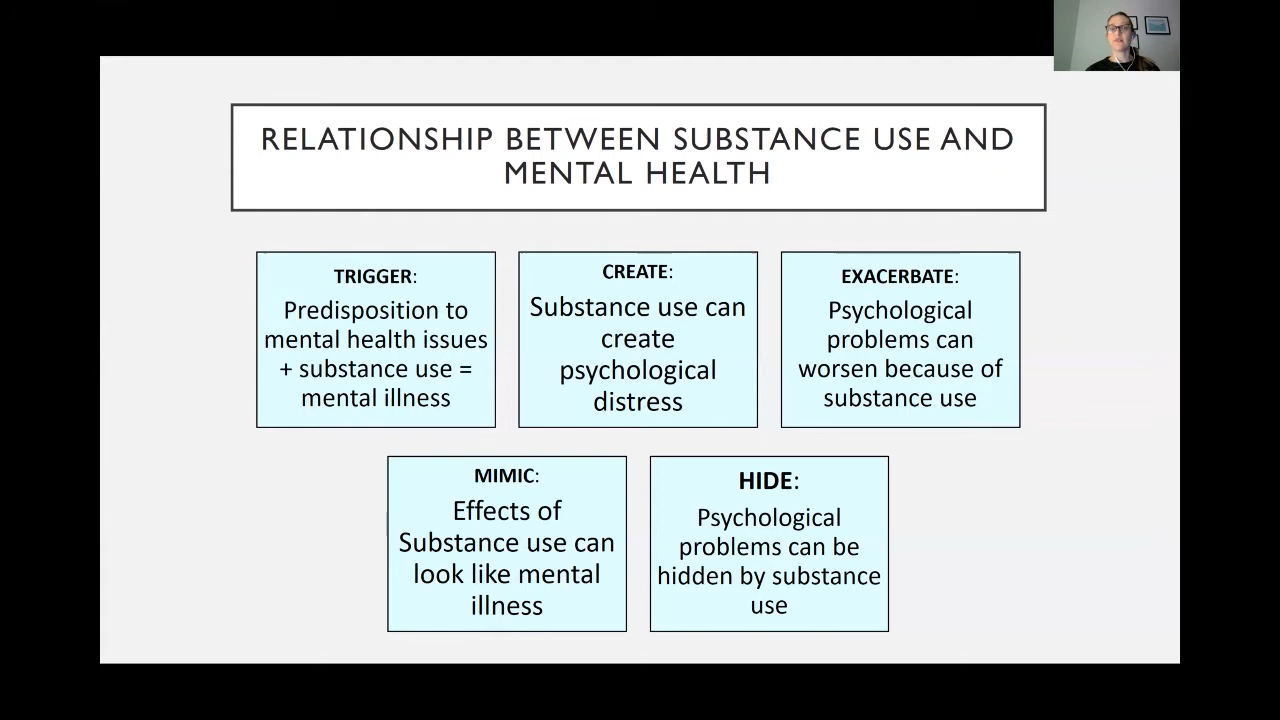 RELATIONSHIP BETWEEN SUBSTANCE USE AND
MENTAL HEALTH
TRIGGER:
Predisposition to
mental health issues
+ substance use =
mental illness
CREATE:
Substance use can
create
psychological
distress
EXACERBATE:
Psychological
problems can
worsen because of
substance use
MIMIC:
Effects of
Substance use can
look like mental
illness
HIDE:
Psychological
problems can be
hidden by substance
use